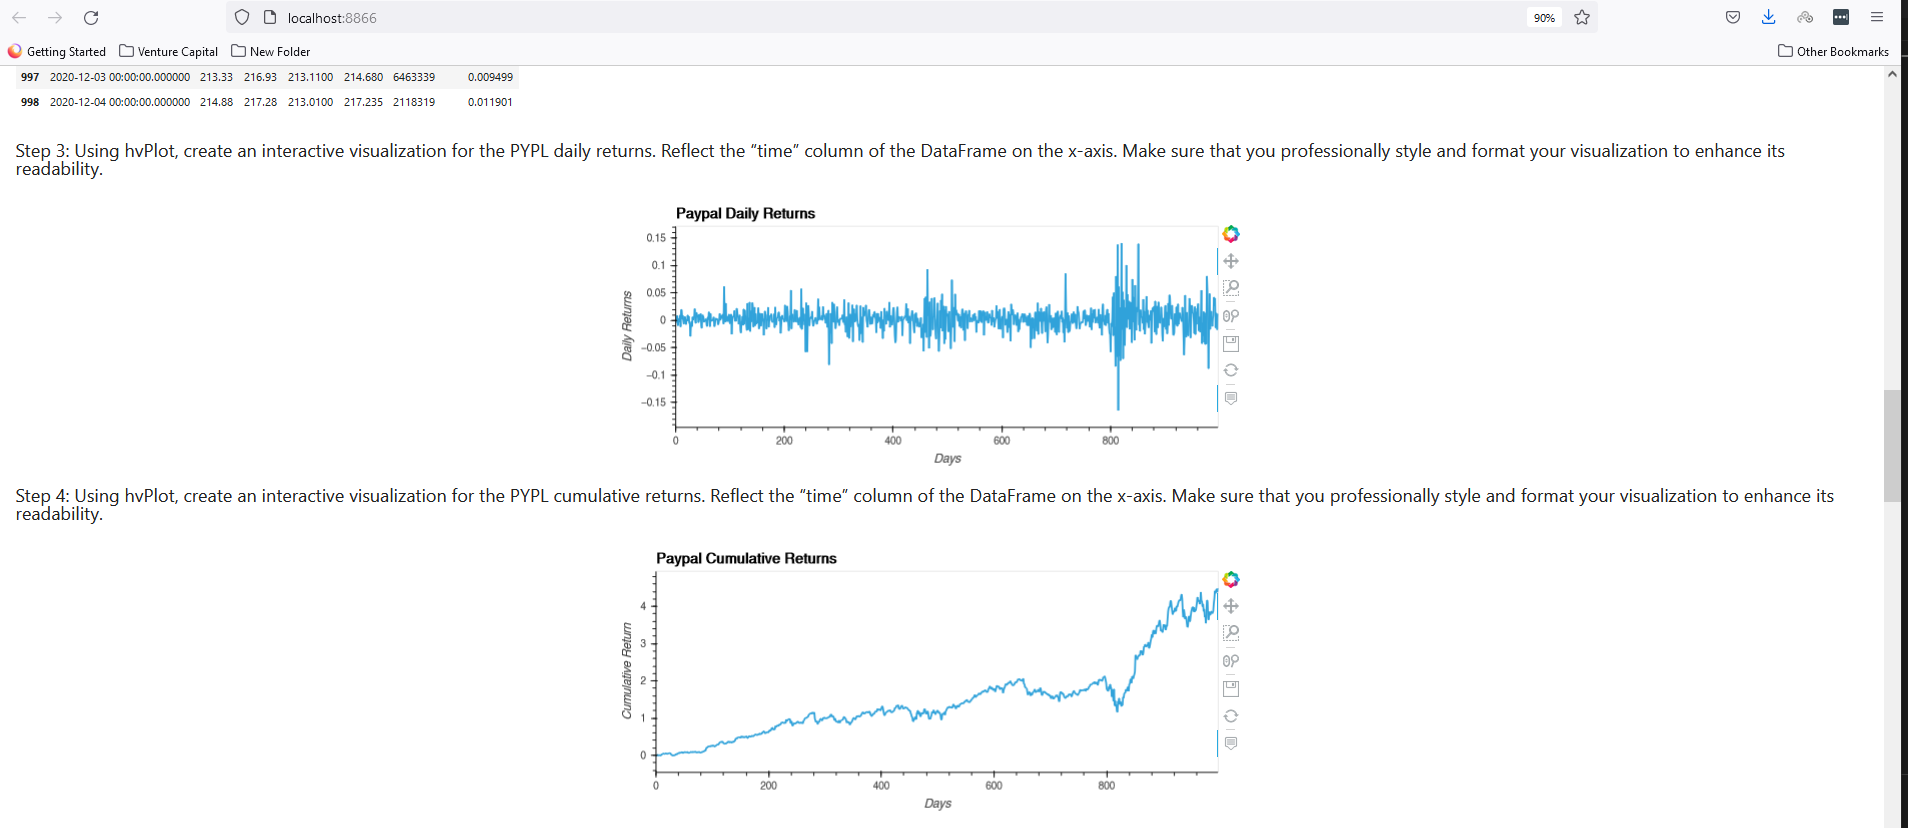 localhost:8866
90%
Getting Started Venture Capital New Folder Other Bookmarks
997 2020-12-03 00:00:00.000000 213.33 216.93 213.1100 214.680 6463339 0.009499
998 2020-12-04 00:00:00.000000 214.88 217.28 213.0100 217.235 2118319 0.011901
Step 3: Using hvPlot, create an interactive visualization for the PYPL daily returns. Reflect the “time” column of the DataFrame on the x-axis. Make sure that you professionally style and format your visualization to enhance its
readability.
Paypal Daily Returns
0.15
0.1
0.05
0
−0.05
−0.1
−0.15
Daily Returns
0 200 400 600 800
Days
Step 4: Using hvPlot, create an interactive visualization for the PYPL cumulative returns. Reflect the “time” column of the DataFrame on the x-axis. Make sure that you professionally style and format your visualization to enhance its
readability.
Paypal Cumulative Returns
4
3
2
1
0
Cumulative Return
0 200 400 600 800
Days